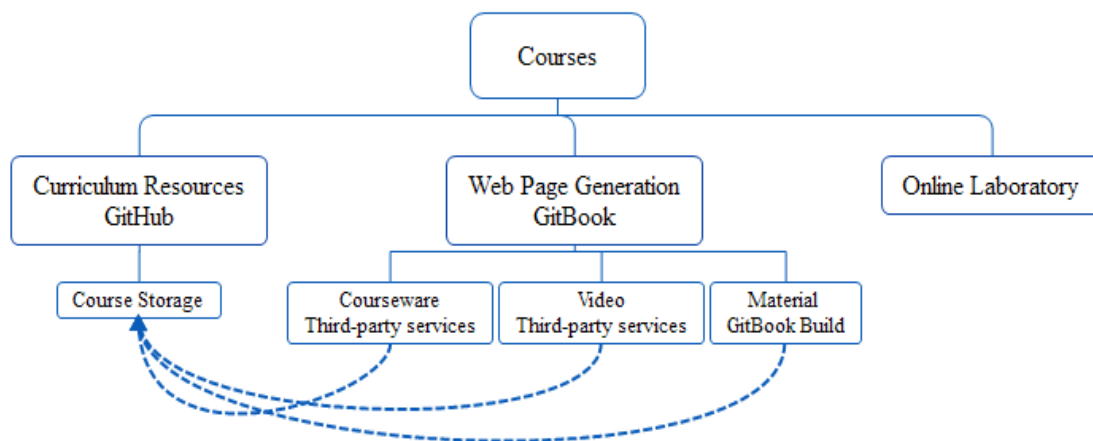 Courses
Curriculum Resources
GitHub
Web Page Generation
GitBook
Online Laboratory
Course Storage
Courseware
Third-party services
Video
Third-party services
Material
GitBook Build